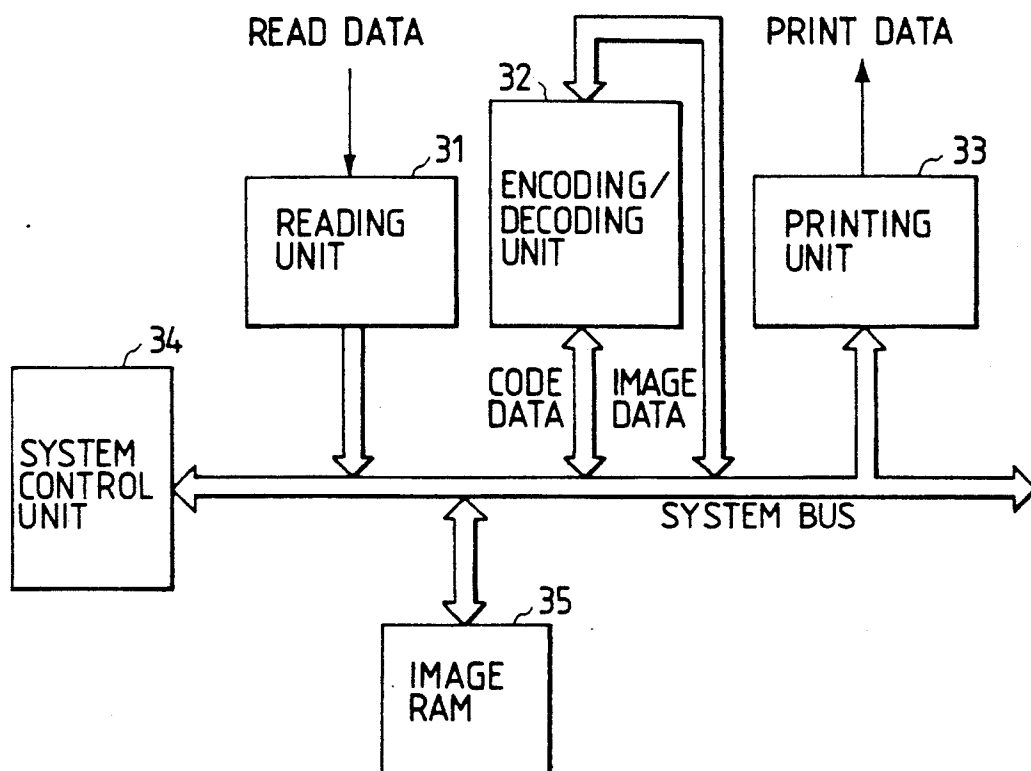 READ DATA
PRINT DATA
32
31
33
READING
UNIT
ENCODING/
DECODING
UNIT
PRINTING
UNIT
34
CODE
DATA
IMAGE
DATA
SYSTEM
CONTROL
UNIT
SYSTEM BUS
35
IMAGE
RAM